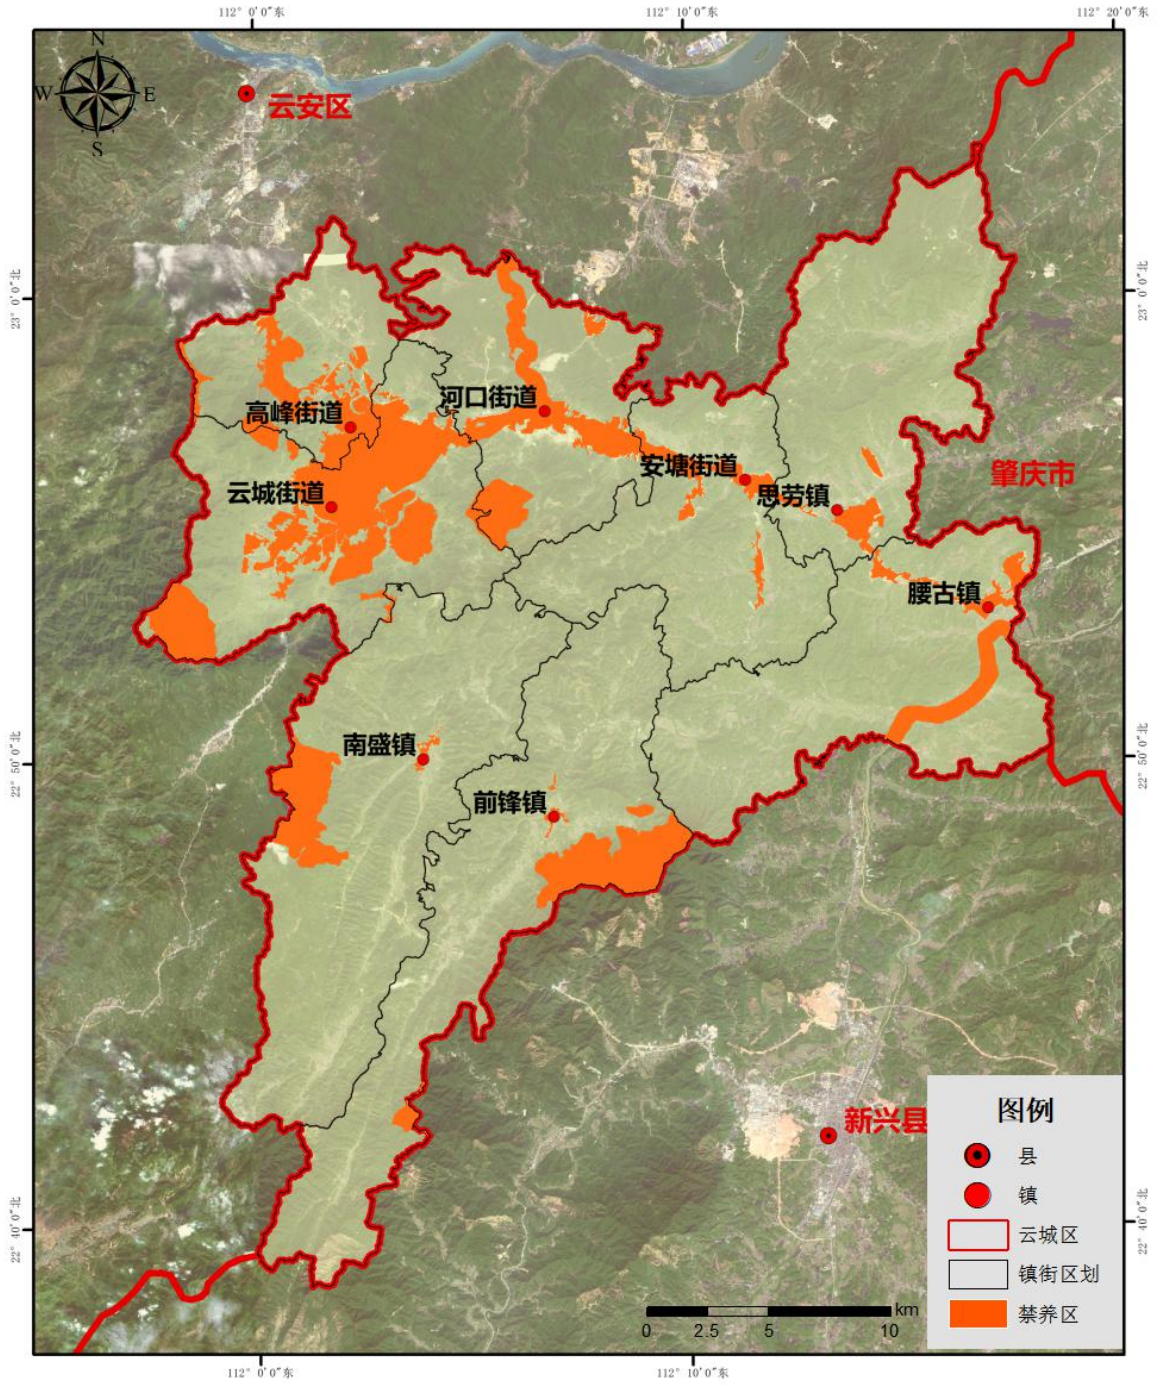 112° 0'0"东
112° 10'0"东
112° 20'0"东
N
W
E
S
云安区
23° 0'0"北
23° 0'0"北
河口街道
高峰街道
安塘街道
肇庆市
云城街道
思劳镇
腰古镇
南盛镇
22° 50'0"北
22° 50'0"北
前锋镇
图例
新兴县
县
镇
云城区
镇街区划
禁养区
22° 40'0"北
22° 40'0"北
km
0
2.5
5
10
112° 0'0"东
112° 10'0"东